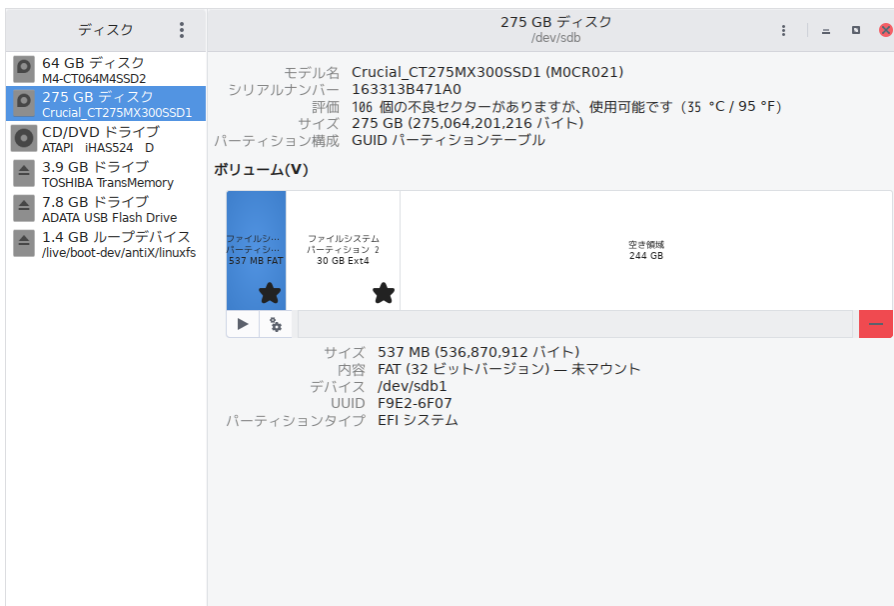 ディスク
64 GB ディスク
M4-CT064M4SSD2
275 GB ディスク
Crucial_CT275MX300SSD1
CD/DVD ドライブ
ATAPI iHAS524 D
3.9 GB ドライブ
TOSHIBA TransMemory
7.8 GB ドライブ
ADATA USB Flash Drive
1.4 GB ループデバイス
/live/boot-dev/antiX/linuxfs
275 GB ディスク
/dev/sdb
モデル名 Crucial_CT275MX300SSD1 (M0CR021)
シリアルナンバー 163313B471A0
評価 106 個の不良セクターがありますが、使用可能です (35 °C / 95 °F)
サイズ 275 GB (275,064,201,216 バイト)
パーティション構成 GUID パーティションテーブル
ボリューム(V)
ファイルシ…
パーティシ…
537 MB FAT
ファイルシステム
パーティション 2
30 GB Ext4
空き領域
244 GB
サイズ 537 MB (536,870,912 バイト)
内容 FAT (32 ビットバージョン) — 未マウント
デバイス /dev/sdb1
UUID F9E2-6F07
パーティションタイプ EFI システム